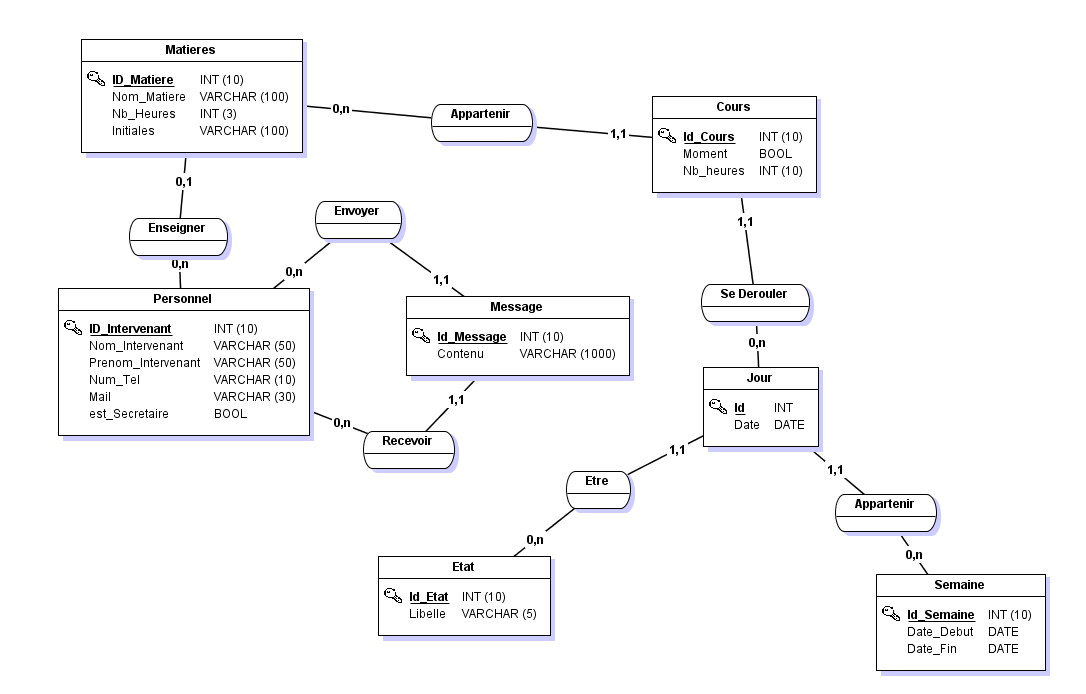 Matieres
ID_Matiere INT (10)
Nom_Matiere VARCHAR (100)
Nb_Heures INT (3)
Initiales VARCHAR (100)
0,n
Appartenir
1,1
Cours
Id_Cours INT (10)
Moment BOOL
Nb_heures INT (10)
0,1
Enseigner
0,n
Envoyer
0,n
1,1
1,1
Se Derouler
0,n
Personnel
ID_Intervenant INT (10)
Nom_Intervenant VARCHAR (50)
Prenom_Intervenant VARCHAR (50)
Num_Tel VARCHAR (10)
Mail VARCHAR (30)
est_Secretaire BOOL
Message
Id_Message INT (10)
Contenu VARCHAR (1000)
1,1
0,n
Recevoir
Jour
Id INT
Date DATE
1,1
Etre
0,n
1,1
Appartenir
0,n
Etat
Id_Etat INT (10)
Libelle VARCHAR (5)
Semaine
Id_Semaine INT (10)
Date_Debut DATE
Date_Fin DATE